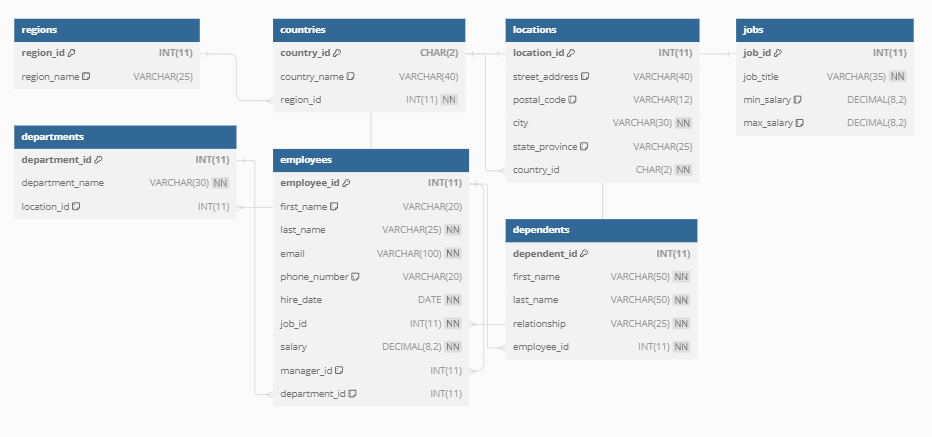 regions
region_id INT(11)
region_name VARCHAR(25)
countries
country_id CHAR(2)
country_name VARCHAR(40)
region_id INT(11) NN
locations
location_id INT(11)
street_address VARCHAR(40)
postal_code VARCHAR(12)
city VARCHAR(30) NN
state_province VARCHAR(25)
country_id CHAR(2) NN
jobs
job_id INT(11)
job_title VARCHAR(35) NN
min_salary DECIMAL(8,2)
max_salary DECIMAL(8,2)
departments
department_id INT(11)
department_name VARCHAR(30) NN
location_id INT(11)
employees
employee_id INT(11)
first_name VARCHAR(20)
last_name VARCHAR(25) NN
email VARCHAR(100) NN
phone_number VARCHAR(20)
hire_date DATE NN
job_id INT(11) NN
salary DECIMAL(8,2) NN
manager_id INT(11)
department_id INT(11)
dependents
dependent_id INT(11)
first_name VARCHAR(50) NN
last_name VARCHAR(50) NN
relationship VARCHAR(25) NN
employee_id INT(11) NN